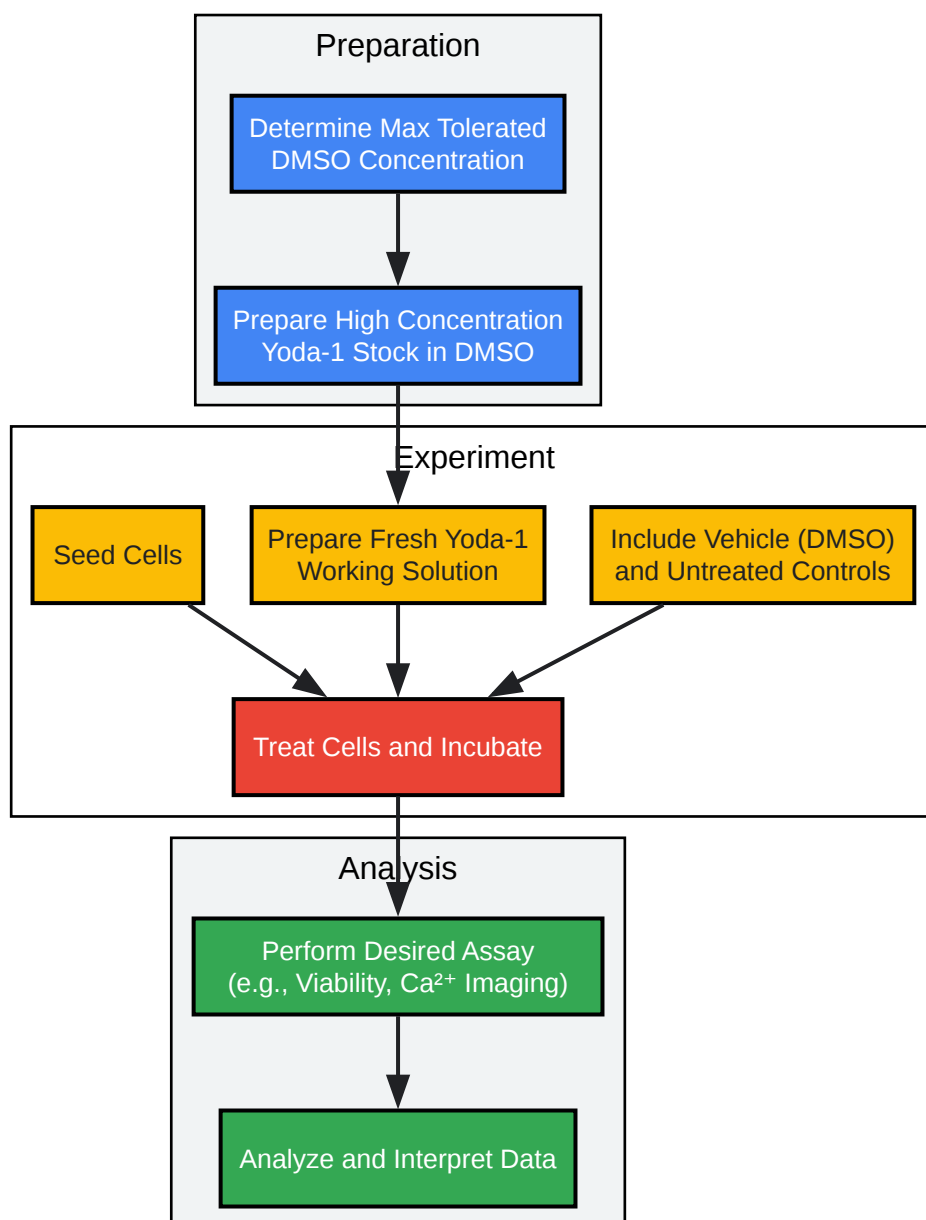 Preparation
Determine Max Tolerated
DMSO Concentration
Prepare High Concentration
Yoda-1 Stock in DMSO
Experiment
Seed Cells
Prepare Fresh Yoda-1
Working Solution
Include Vehicle (DMSO)
and Untreated Controls
Treat Cells and Incubate
Analysis
Perform Desired Assay
(e.g., Viability, Ca²⁺ Imaging)
Analyze and Interpret Data